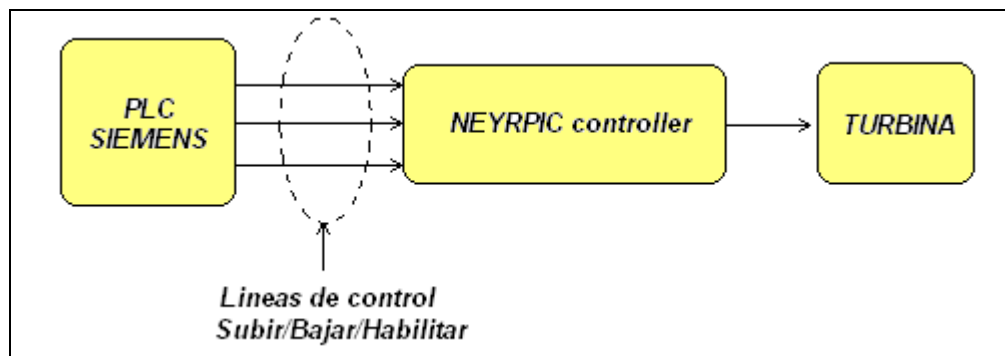 PLC
SIEMENS
NEYRPIC controller
TURBINA
Lineas de control
Subir/Bajar/Habilitar